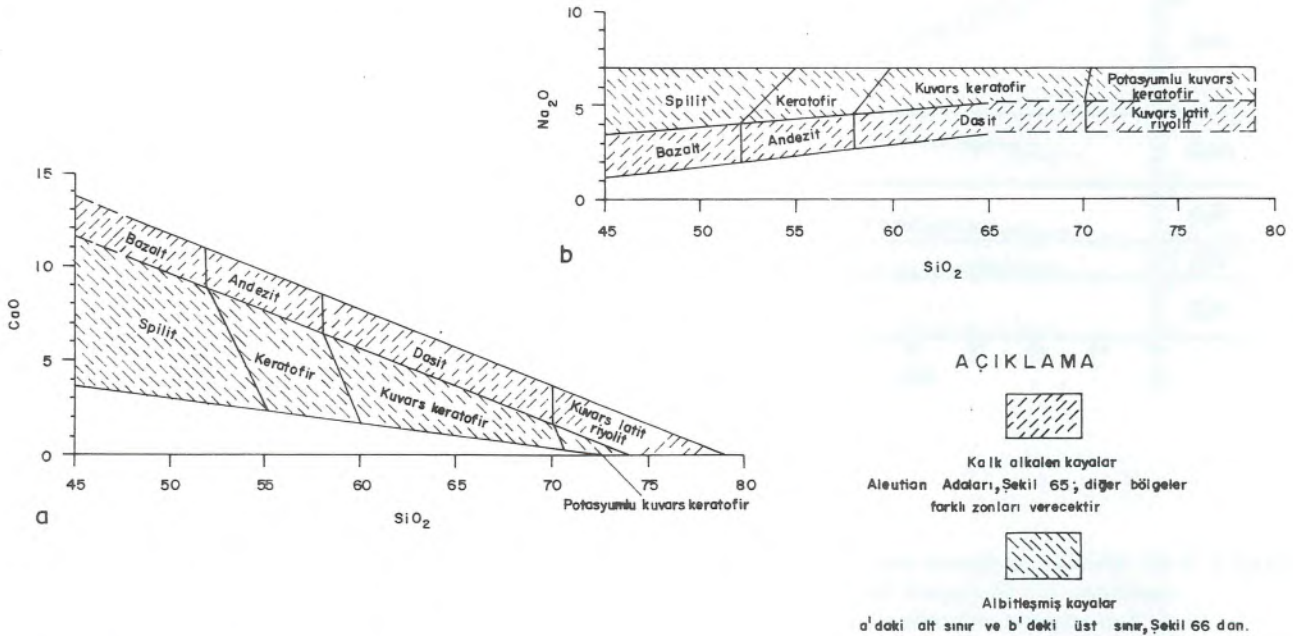 10
5
0
Na₂O
Spilit
Keratofir
Kuvars keratofir
Potasyumlu kuvars
keratofir
Bazalt
Andezit
Dasit
Kuvars latit
riyolit
45
50
55
60
65
70
75
80
SiO₂
b
15
10
5
0
CaO
Bazalt
Andezit
Dasit
Kuvars latit
riyolit
Spilit
Keratofir
Kuvars keratofir
45
50
55
60
65
70
75
80
Potasyumlu kuvars keratofir
SiO₂
a
AÇIKLAMA
Kalk alkalen kayalar
Aleutian Adaları, Şekil 65; diğer bölgeler
farklı zonları verecektir
Albitleşmiş kayalar
a'daki alt sınır ve b'deki üst sınır, Şekil 66 dan.